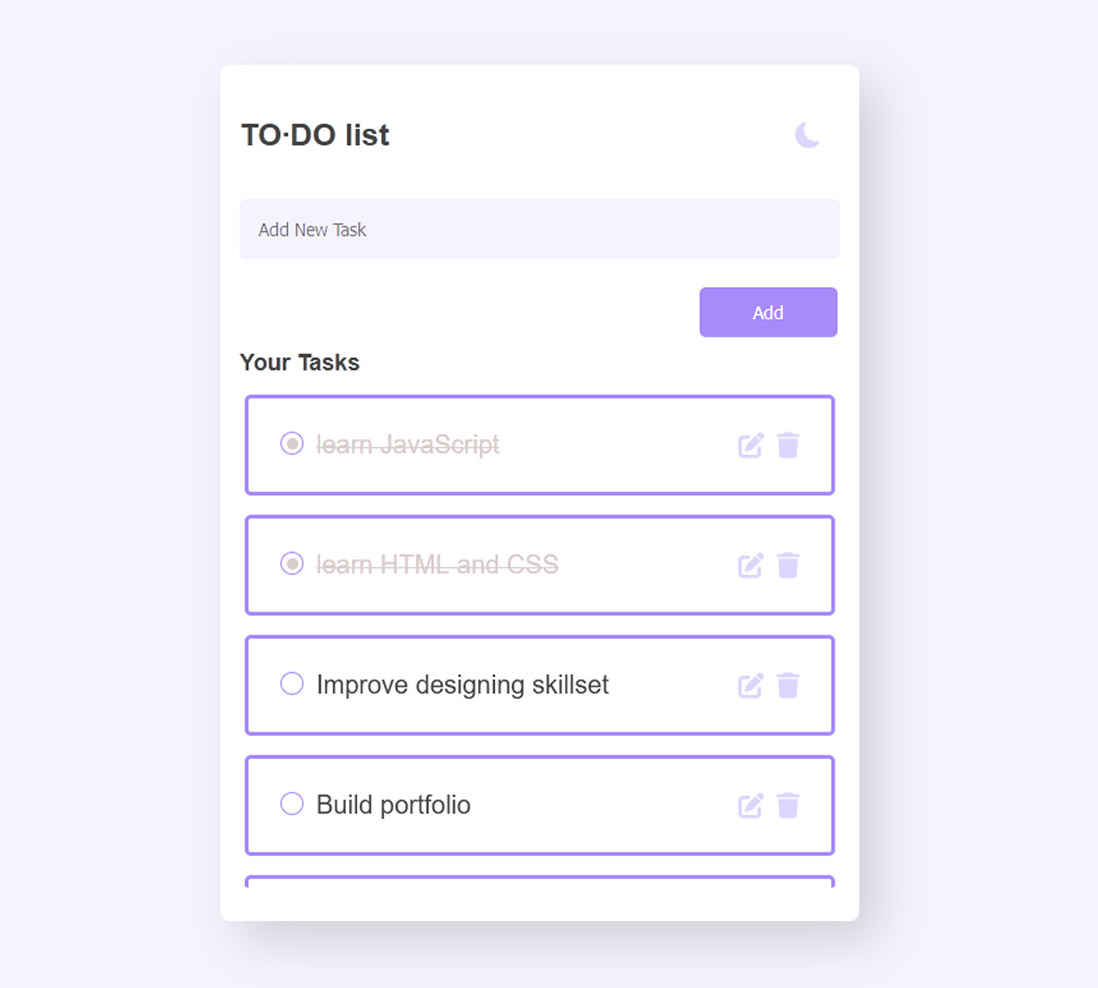 TO·DO list
Add New Task
Add
Your Tasks
learn JavaScript
learn HTML and CSS
Improve designing skillset
Build portfolio